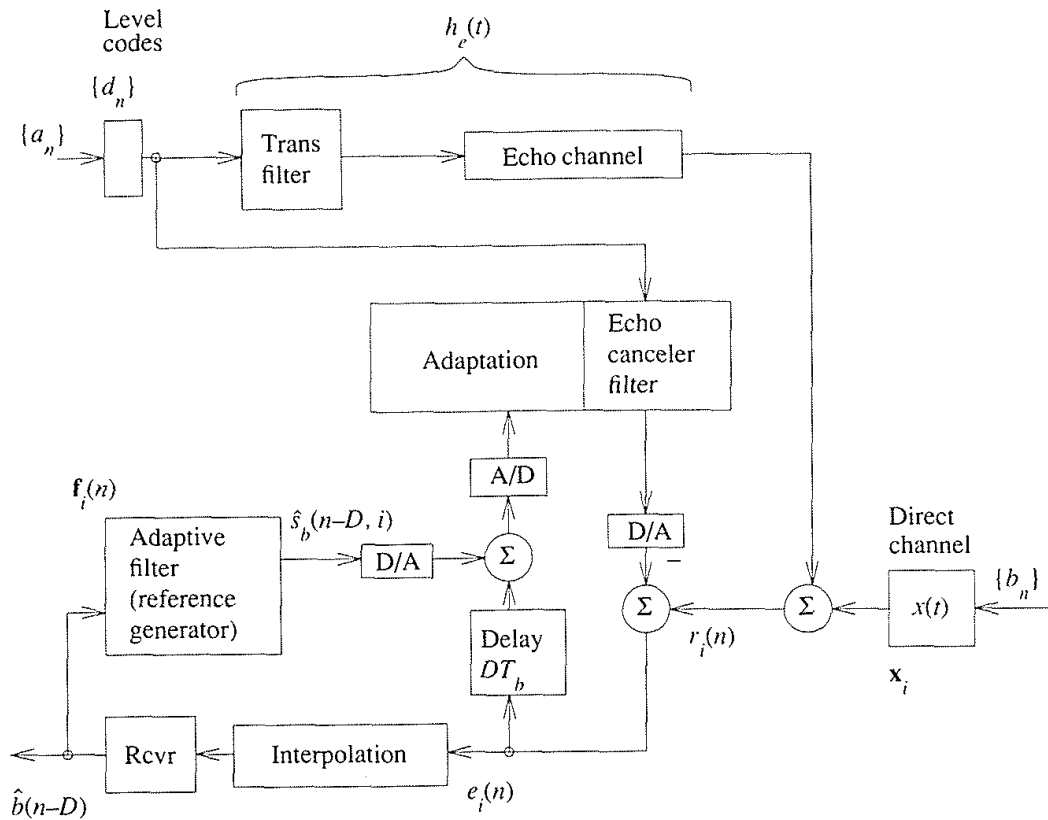 Level
codes
h_e(t)
{d_n}
{a_n}
Trans
filter
Echo channel
Adaptation
Echo
canceler
filter
A/D
f_i(n)
ŝ_b(n–D, i)
Adaptive
filter
(reference
generator)
D/A
Σ
D/A
–
Direct
channel
{b_n}
Σ
Σ
x(t)
r_i(n)
Delay
DT_b
x_i
Rcvr
Interpolation
b̂(n–D)
e_i(n)